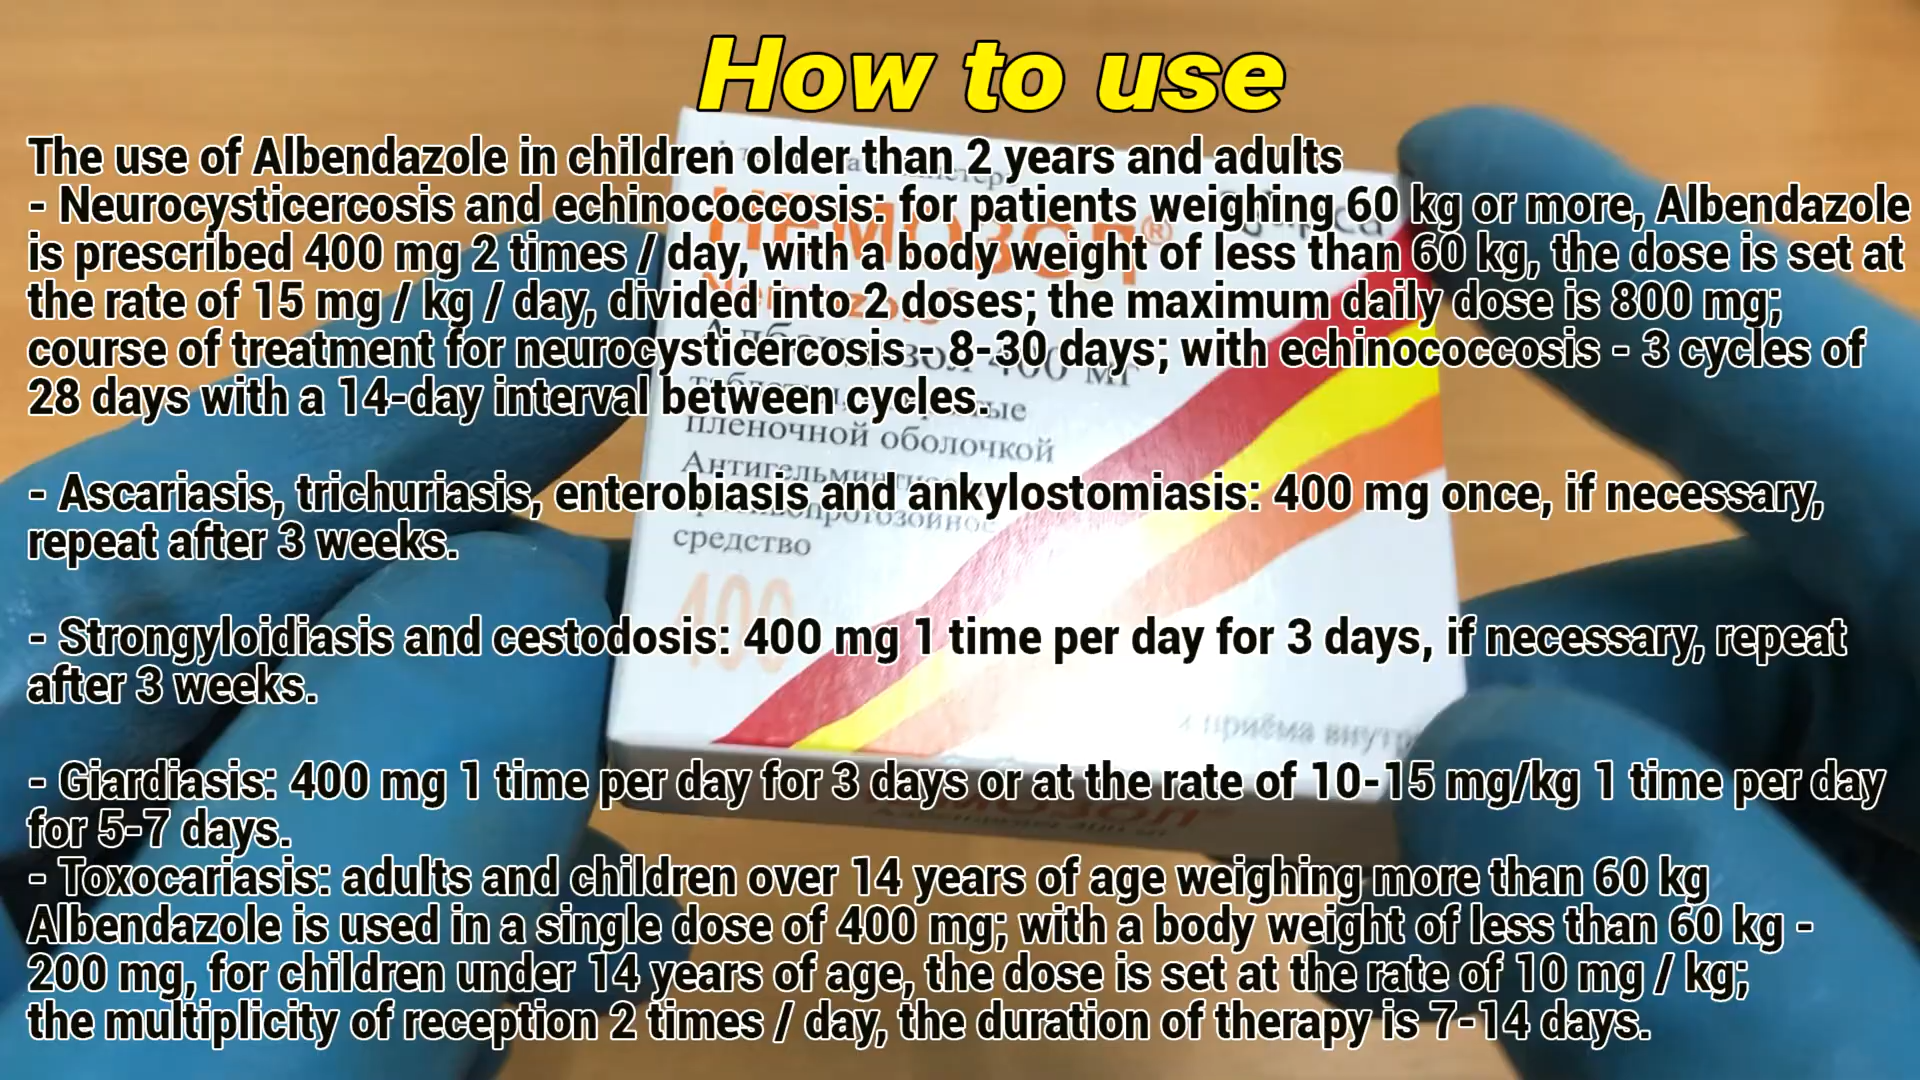 How to use
The use of Albendazole in children older than 2 years and adults
- Neurocysticercosis and echinococcosis: for patients weighing 60 kg or more, Albendazole
is prescribed 400 mg 2 times / day, with a body weight of less than 60 kg, the dose is set at
the rate of 15 mg / kg / day, divided into 2 doses; the maximum daily dose is 800 mg;
course of treatment for neurocysticercosis - 8-30 days; with echinococcosis - 3 cycles of
28 days with a 14-day interval between cycles.
- Ascariasis, trichuriasis, enterobiasis and ankylostomiasis: 400 mg once, if necessary,
repeat after 3 weeks.
- Strongyloidiasis and cestodosis: 400 mg 1 time per day for 3 days, if necessary, repeat
after 3 weeks.
- Giardiasis: 400 mg 1 time per day for 3 days or at the rate of 10-15 mg/kg 1 time per day
for 5-7 days.
- Toxocariasis: adults and children over 14 years of age weighing more than 60 kg
Albendazole is used in a single dose of 400 mg; with a body weight of less than 60 kg -
200 mg, for children under 14 years of age, the dose is set at the rate of 10 mg / kg;
the multiplicity of reception 2 times / day, the duration of therapy is 7-14 days.
НЕМОЗОЛ®
400 мг
пленочной оболочкой
средство
400
приёма